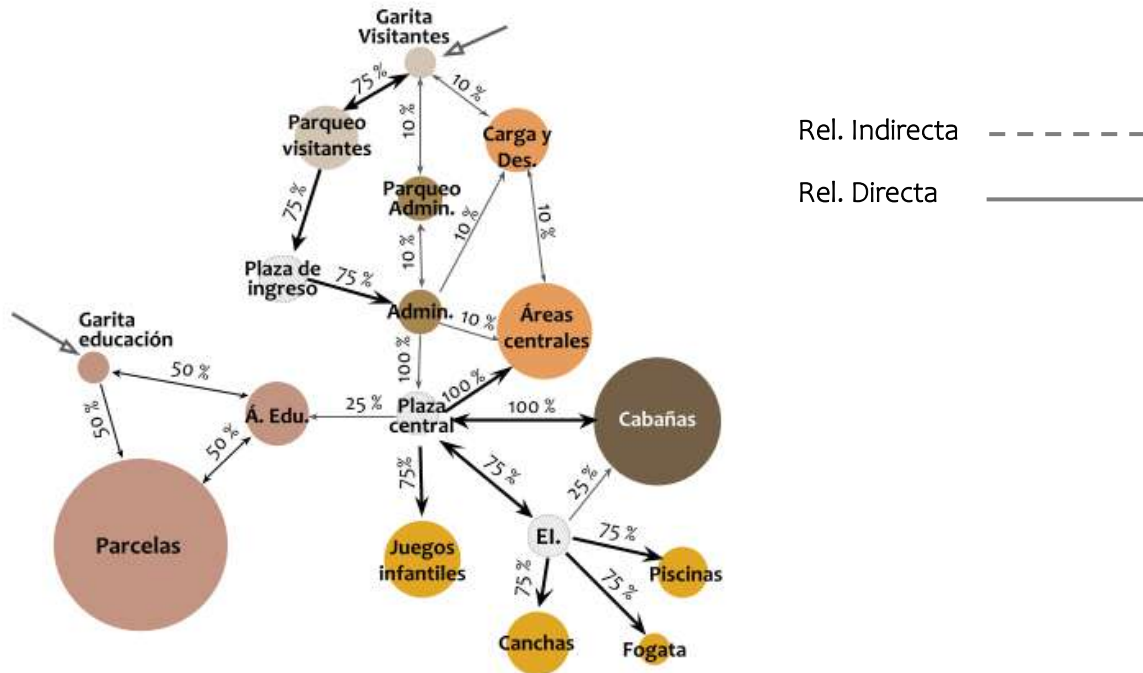 Garita
Visitantes
75 %
10 %
10 %
Parqueo
visitantes
Carga y
Des.
Rel. Indirecta
Rel. Directa
Parqueo
Admin.
75 %
10 %
10 %
10 %
Plaza de
ingreso
75 %
Admin.
10 %
Áreas
centrales
Garita
educación
50 %
100 %
100 %
50 %
Á. Edu.
25 %
Plaza
central
100 %
Cabañas
50 %
75%
75 %
25 %
Parcelas
Juegos
infantiles
EI.
75 %
Piscinas
75 %
75 %
Canchas
Fogata